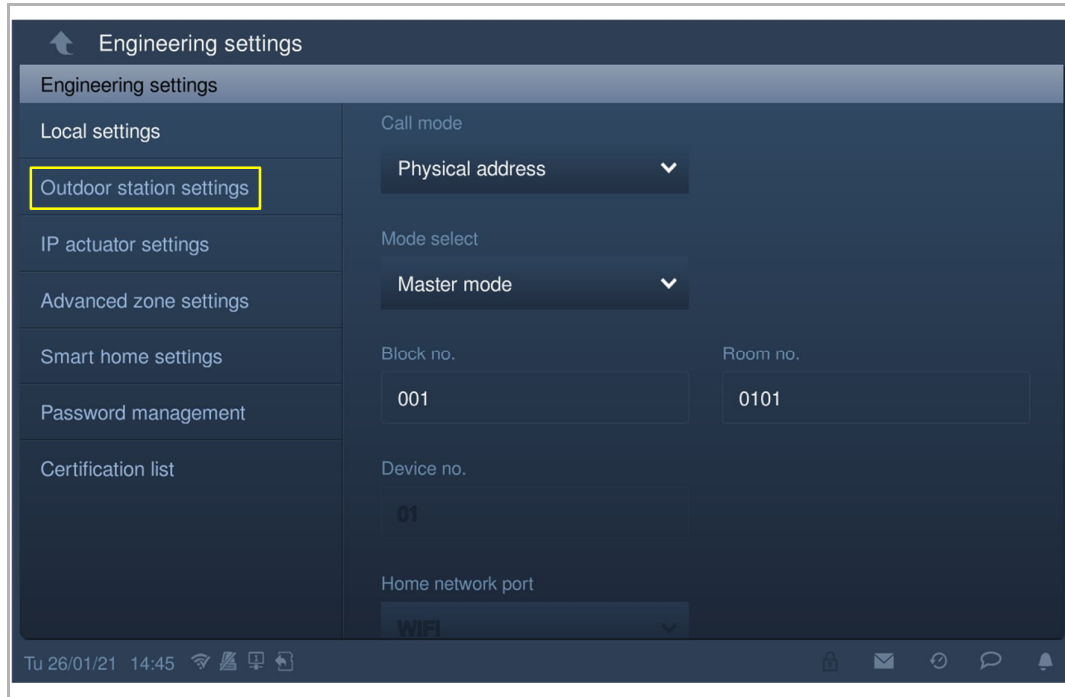 Engineering settings
Engineering settings
Local settings
Outdoor station settings
IP actuator settings
Advanced zone settings
Smart home settings
Password management
Certification list
Call mode
Physical address
Mode select
Master mode
Block no. Room no.
001 0101
Device no.
01
Home network port
WIFI
Tu 26/01/21 14:45